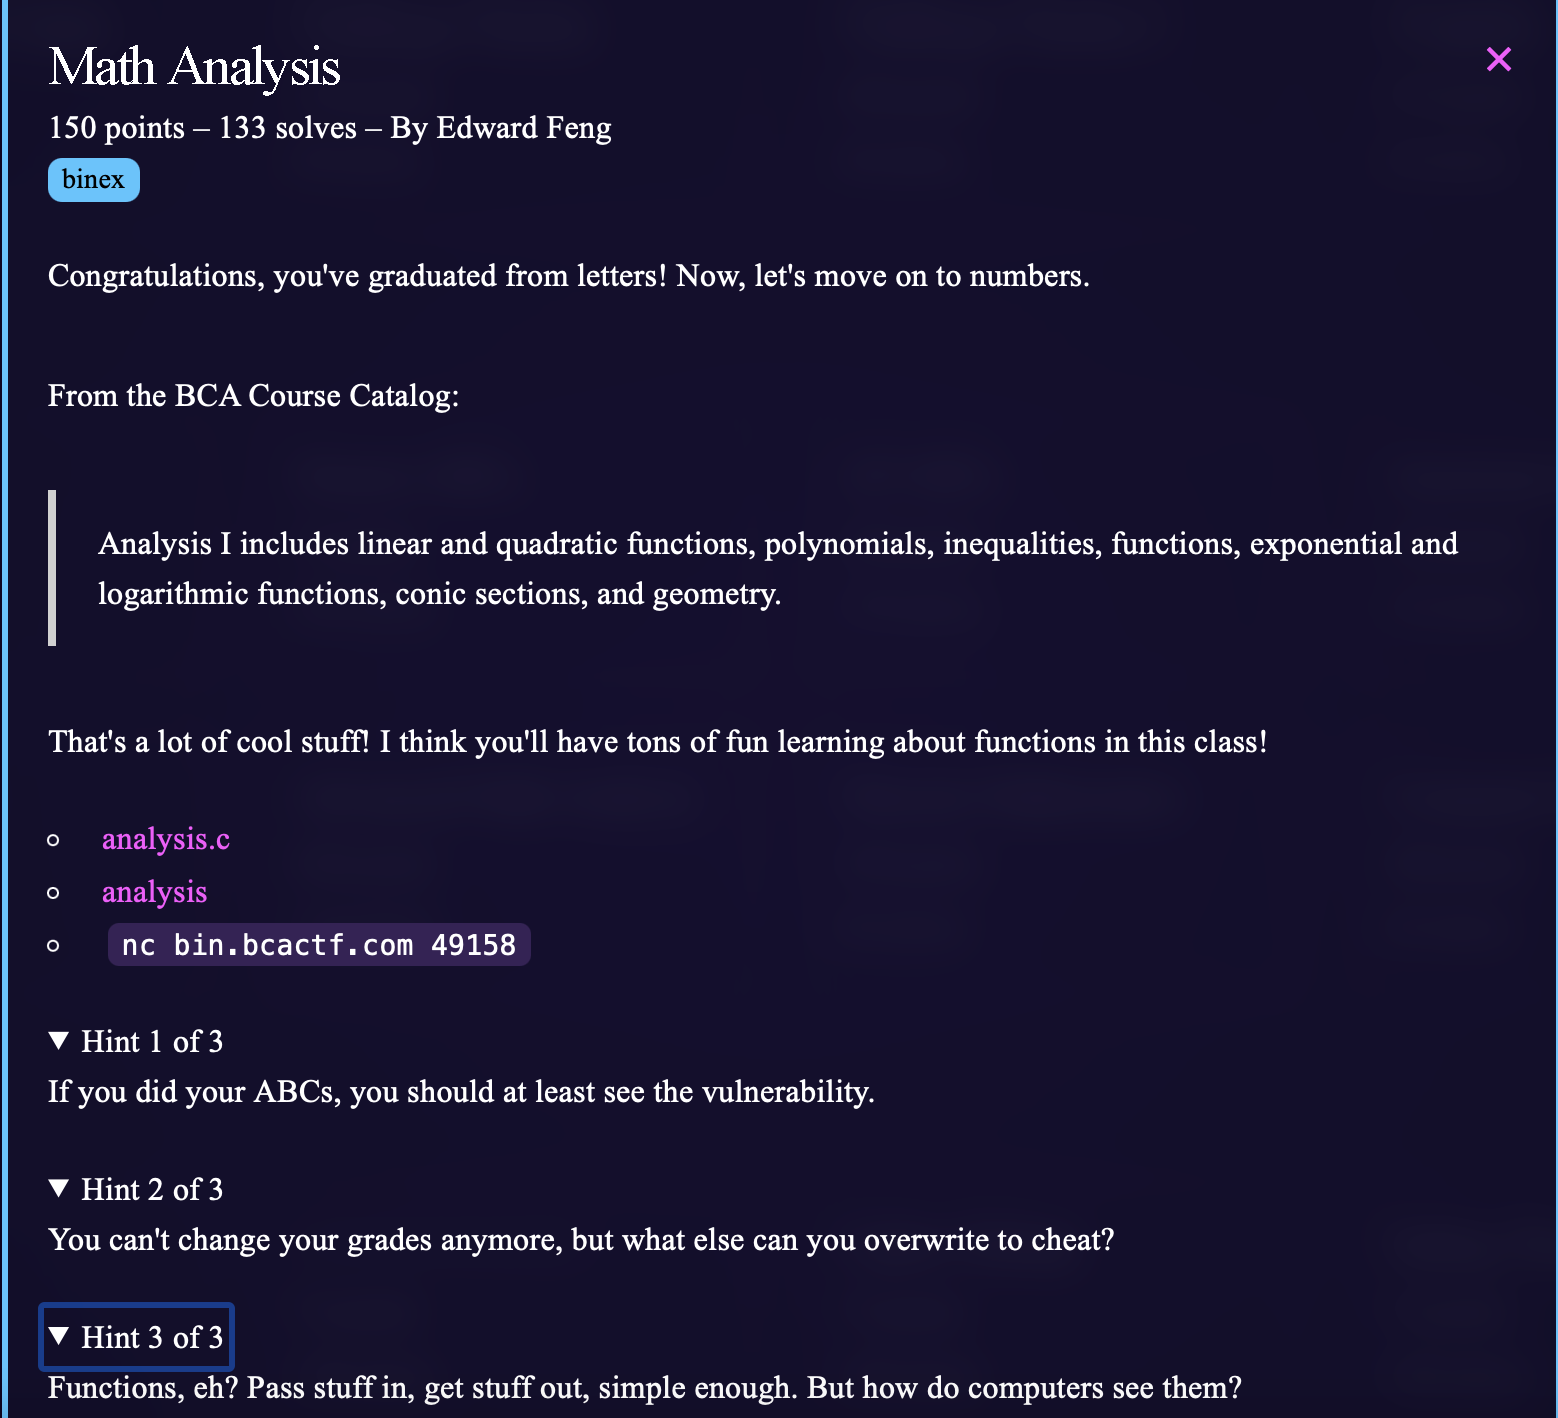 Math Analysis
150 points – 133 solves – By Edward Feng
binex
Congratulations, you've graduated from letters! Now, let's move on to numbers.
From the BCA Course Catalog:
Analysis I includes linear and quadratic functions, polynomials, inequalities, functions, exponential and
logarithmic functions, conic sections, and geometry.
That's a lot of cool stuff! I think you'll have tons of fun learning about functions in this class!
analysis.c
analysis
nc bin.bcactf.com 49158
Hint 1 of 3
If you did your ABCs, you should at least see the vulnerability.
Hint 2 of 3
You can't change your grades anymore, but what else can you overwrite to cheat?
Hint 3 of 3
Functions, eh? Pass stuff in, get stuff out, simple enough. But how do computers see them?